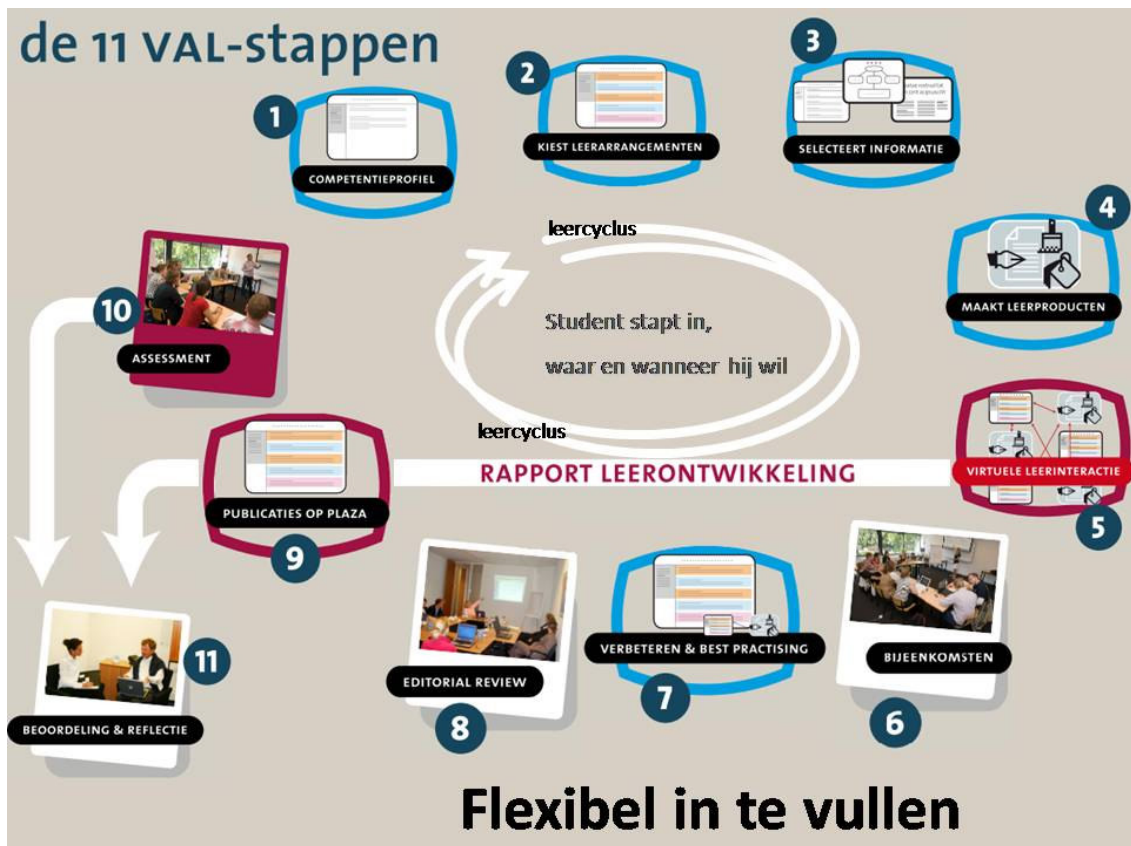 de 11 VAL-stappen
1
COMPETENTIEPROFIEL
2
KIEST LEERARRANGEMENTEN
3
SELECTEERT INFORMATIE
4
MAAKT LEERPRODUCTEN
leercyclus
Student stapt in,
waar en wanneer hij wil
leercyclus
RAPPORT LEERONTWIKKELING
VIRTUELE LEERINTERACTIE
5
BIJEENKOMSTEN
6
VERBETEREN & BEST PRACTISING
7
EDITORIAL REVIEW
8
PUBLICATIES OP PLAZA
9
10
ASSESSMENT
11
BEOORDELING & REFLECTIE
Flexibel in te vullen